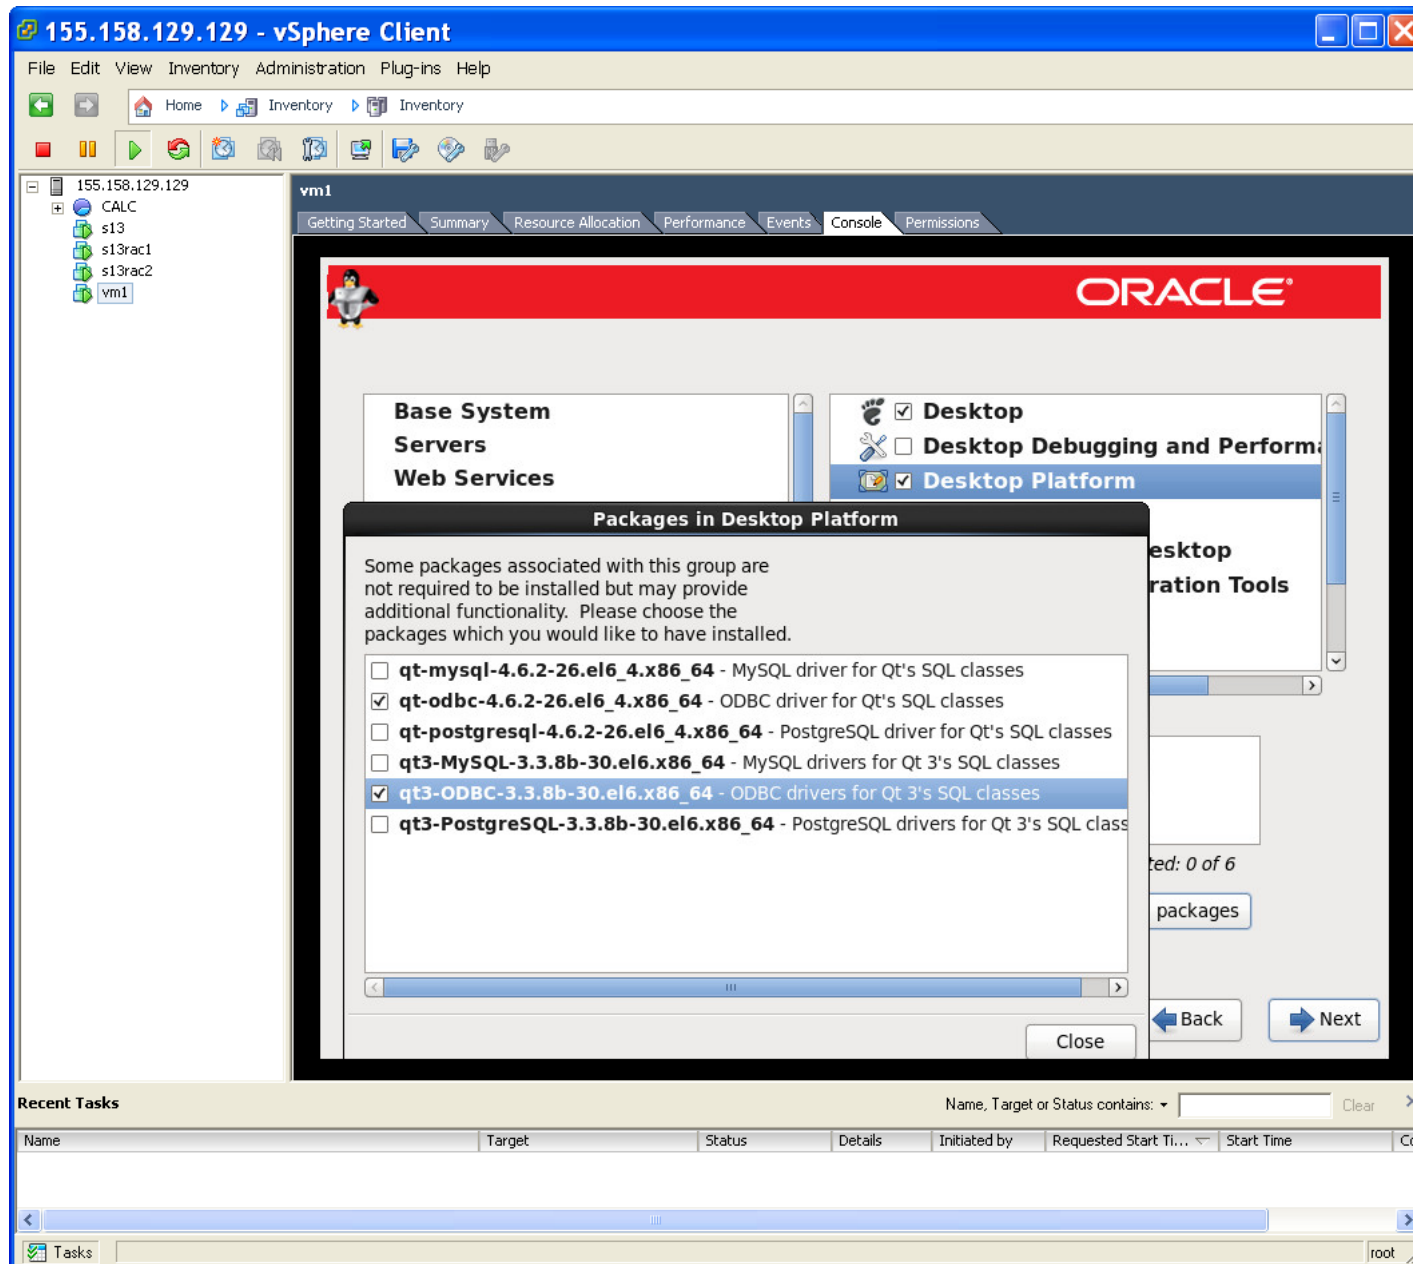 155.158.129.129 - vSphere Client
File Edit View Inventory Administration Plug-ins Help
Home Inventory Inventory
155.158.129.129
CALC
s13
s13rac1
s13rac2
vm1
vm1
Getting Started Summary Resource Allocation Performance Events Console Permissions
ORACLE
Base System
Servers
Web Services
Desktop
Desktop Debugging and Performa
Desktop Platform
esktop
ration Tools
Packages in Desktop Platform
Some packages associated with this group are
not required to be installed but may provide
additional functionality. Please choose the
packages which you would like to have installed.
qt-mysql-4.6.2-26.el6_4.x86_64 - MySQL driver for Qt's SQL classes
qt-odbc-4.6.2-26.el6_4.x86_64 - ODBC driver for Qt's SQL classes
qt-postgresql-4.6.2-26.el6_4.x86_64 - PostgreSQL driver for Qt's SQL classes
qt3-MySQL-3.3.8b-30.el6.x86_64 - MySQL drivers for Qt 3's SQL classes
qt3-ODBC-3.3.8b-30.el6.x86_64 - ODBC drivers for Qt 3's SQL classes
qt3-PostgreSQL-3.3.8b-30.el6.x86_64 - PostgreSQL drivers for Qt 3's SQL class
ted: 0 of 6
packages
Close
Back
Next
Recent Tasks
Name, Target or Status contains:
Clear
Name Target Status Details Initiated by Requested Start Ti... Start Time Co
Tasks
root